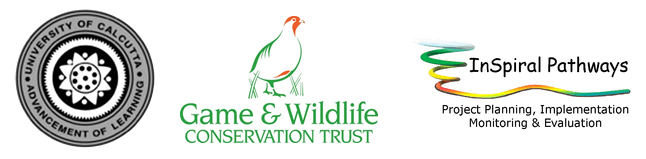 UNIVERSITY OF CALCUTTA
ADVANCEMENT OF LEARNING
Game & Wildlife
CONSERVATION TRUST
InSpiral Pathways
Project Planning, Implementation
Monitoring & Evaluation